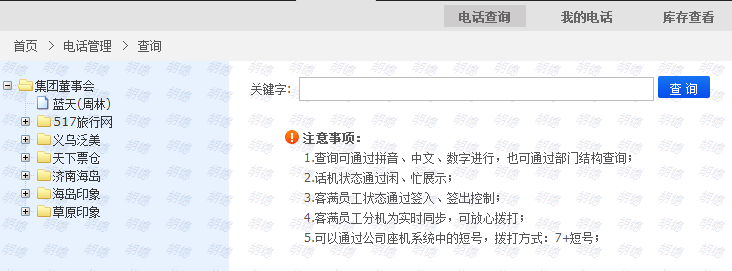 电话查询 我的电话 库存查看
首页 > 电话管理 > 查询
集团董事会
蓝天(周林)
517旅行网
义乌泛美
天下票仓
济南海岛
海岛印象
草原印象
关键字: 查 询
注意事项:
1.查询可通过拼音、中文、数字进行，也可通过部门结构查询；
2.话机状态通过闲、忙展示；
3.客满员工状态通过签入、签出控制；
4.客满员工分机为实时同步，可放心拨打；
5.可以通过公司座机系统中的短号，拨打方式：7+短号；